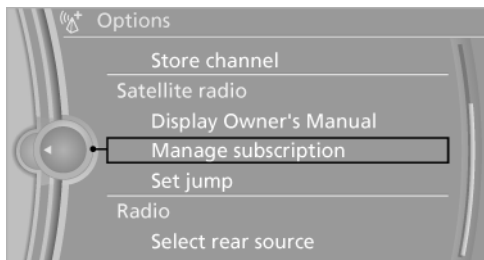 Options
Store channel
Satellite radio
Display Owner's Manual
Manage subscription
Set jump
Radio
Select rear source